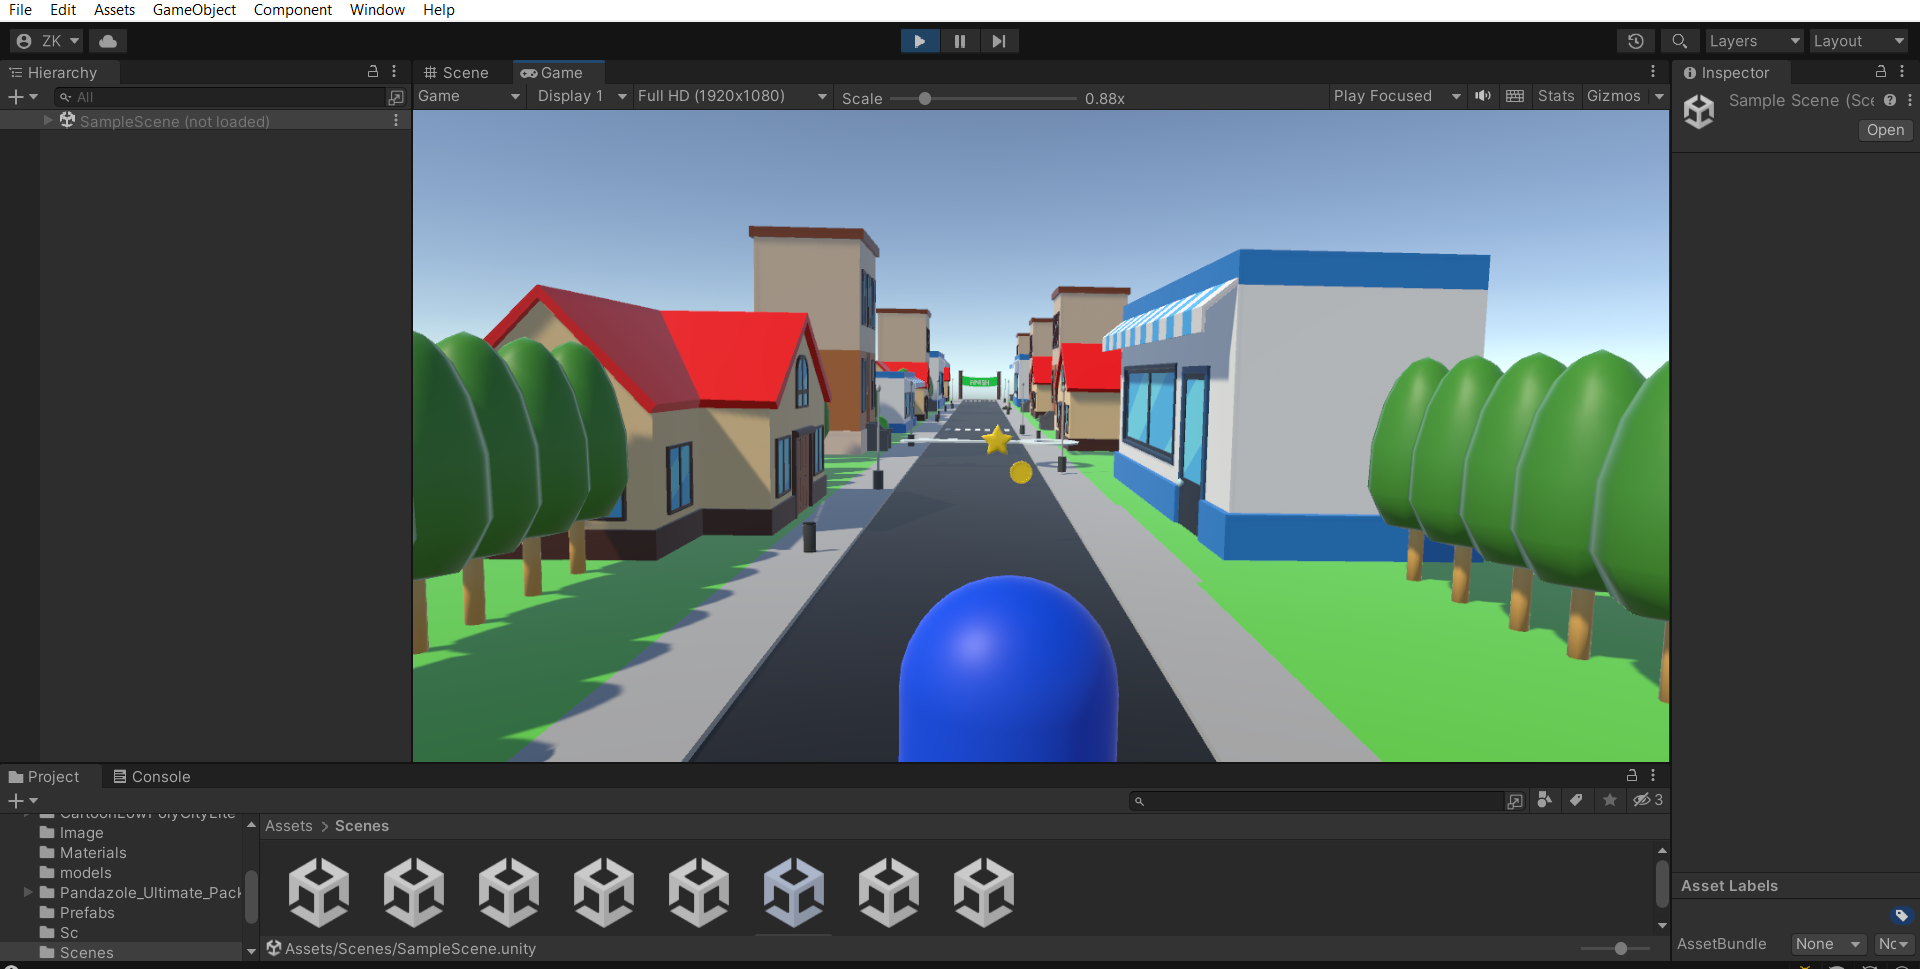 File Edit Assets GameObject Component Window Help
ZK
Layers Layout
Hierarchy
All
SampleScene (not loaded)
Scene Game
Game Display 1 Full HD (1920x1080) Scale 0.88x Play Focused Stats Gizmos
FINISH
Inspector
Sample Scene (Sce
Open
Project Console
3
CartoonLowPolyCityLite
Image
Materials
models
Pandazole_Ultimate_Pack
Prefabs
Sc
Scenes
Assets > Scenes
Assets/Scenes/SampleScene.unity
Asset Labels
AssetBundle None Nc